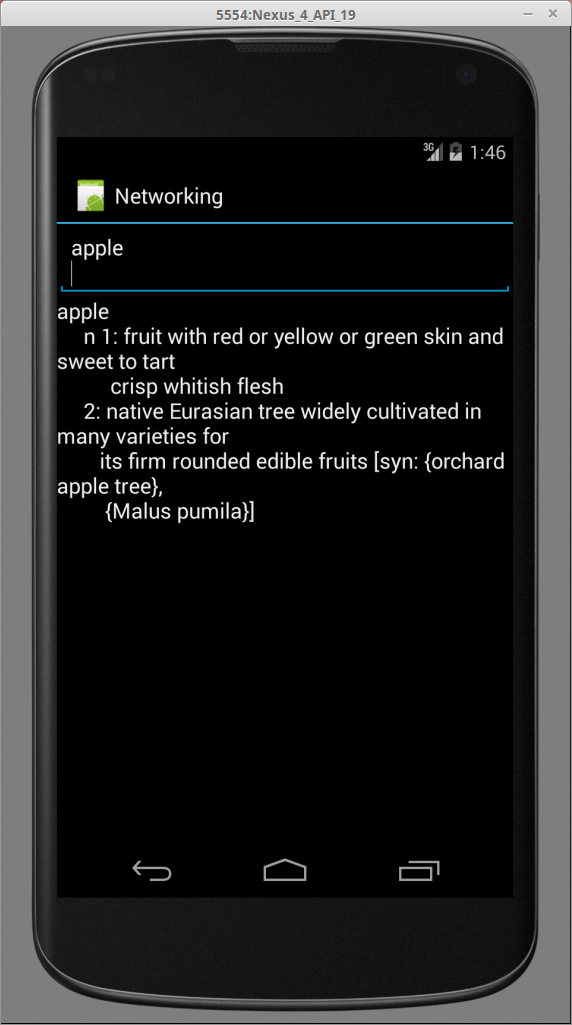 5554:Nexus_4_API_19
3G 1:46
Networking
apple
apple
n 1: fruit with red or yellow or green skin and
sweet to tart
crisp whitish flesh
2: native Eurasian tree widely cultivated in
many varieties for
its firm rounded edible fruits [syn: {orchard
apple tree},
{Malus pumila}]